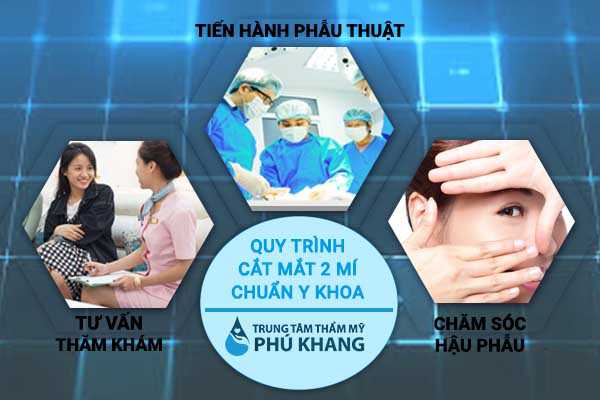 TIẾN HÀNH PHẪU THUẬT
QUY TRÌNH
CẮT MẮT 2 MÍ
CHUẨN Y KHOA
TRUNG TÂM THẨM MỸ
PHÚ KHANG
TƯ VẤN
THĂM KHÁM
CHĂM SÓC
HẬU PHẪU